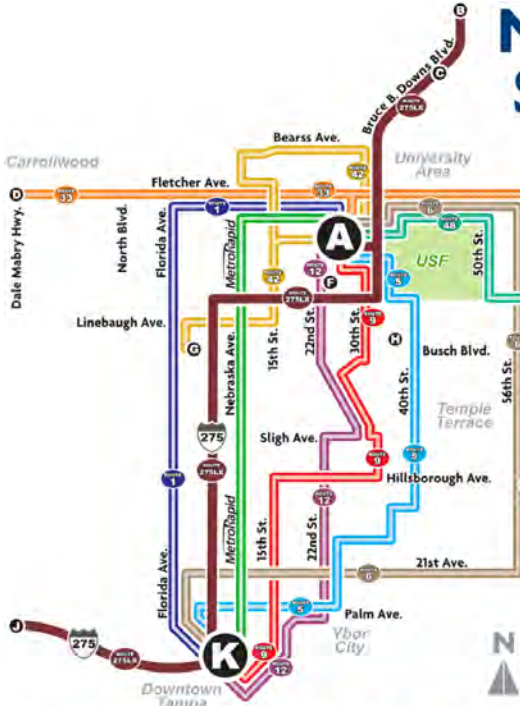 B
N
S
C
Bruce B. Downs Blvd.
ROUTE 275LX
Bearss Ave.
ROUTE 42
University Area
Carrollwood
Fletcher Ave.
D
ROUTE 33
ROUTE 33
ROUTE 1
ROUTE 6
ROUTE 48
Dale Mabry Hwy.
North Blvd.
Florida Ave.
MetroRapid
A
USF
50th St.
ROUTE 42
ROUTE 12
F
ROUTE 5
ROUTE 275LX
Linebaugh Ave.
Nebraska Ave.
15th St.
22nd St.
30th St.
ROUTE 9
H
G
40th St.
Busch Blvd.
56th St.
Temple Terrace
275
Sligh Ave.
ROUTE 275LX
ROUTE 1
ROUTE 9
ROUTE 5
Hillsborough Ave.
ROUTE 12
MetroRapid
15th St.
22nd St.
Florida Ave.
ROUTE 6
21st Ave.
ROUTE 5
Palm Ave.
J
275
ROUTE 275LX
K
ROUTE 9
ROUTE 12
Ybor City
N
Downtown Tampa